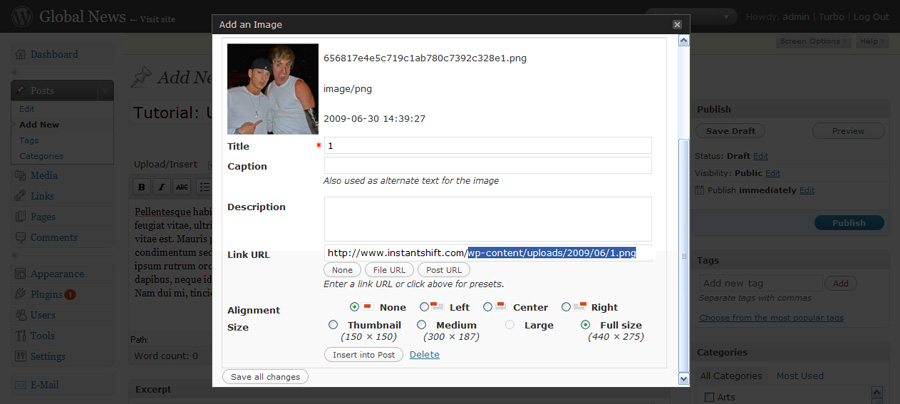 Global News ← Visit site
Howdy, admin | Turbo | Log Out
Screen Options
Help
Dashboard
Posts
Edit
Add New
Tags
Categories
Media
Links
Pages
Comments
Appearance
Plugins 1
Users
Tools
Settings
E-Mail
Add Ne
Tutorial: U
Upload/Insert
B I ABC
Pellentesque habi
feugiat vitae, ultri
vitae est. Mauris p
condimentum sec
ipsum rutrum orc
dapibus, neque id
Nam dui mi, tincid
Path:
Word count: 0
Excerpt
Add an Image
656817e4e5c719c1ab780c7392c328e1.png
image/png
2009-06-30 14:39:27
Title * 1
Caption
Also used as alternate text for the image
Description
Link URL http://www.instantshift.com/wp-content/uploads/2009/06/1.png
None File URL Post URL
Enter a link URL or click above for presets.
Alignment None Left Center Right
Size Thumbnail Medium Large Full size
(150 × 150) (300 × 187) (440 × 275)
Insert into Post Delete
Save all changes
Publish
Save Draft Preview
Status: Draft Edit
Visibility: Public Edit
Publish immediately Edit
Publish
Tags
Add new tag Add
Separate tags with commas
Choose from the most popular tags
Categories
All Categories Most Used
Arts